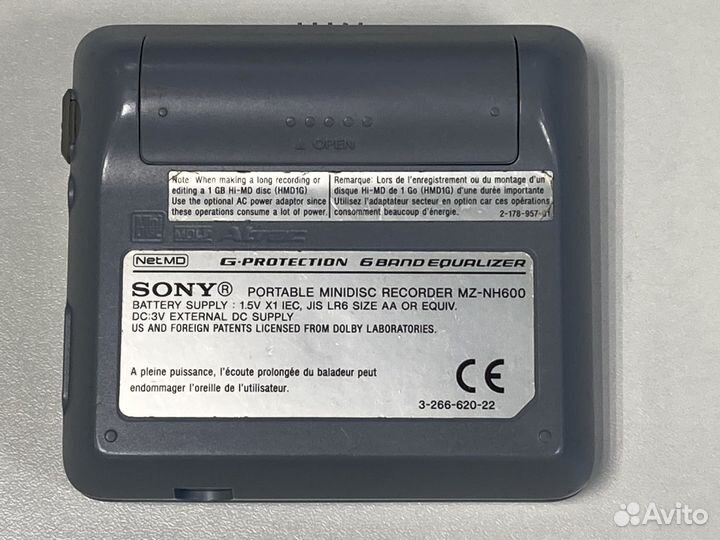 OPEN
Note: When making a long recording or
editing a 1 GB Hi-MD disc (HMD1G)
Use the optional AC power adaptor since
these operations consume a lot of power.
Remarque: Lors de l'enregistrement ou du montage d'un
disque Hi-MD de 1 Go (HMD1G) d'une durée importante
Utilisez l'adaptateur secteur en option car ces opérations
consomment beaucoup d'énergie.
2-178-957-01
MDLP ATRAC
NetMD G-PROTECTION 6 BAND EQUALIZER
SONY® PORTABLE MINIDISC RECORDER MZ-NH600
BATTERY SUPPLY : 1.5V X1 IEC, JIS LR6 SIZE AA OR EQUIV.
DC:3V EXTERNAL DC SUPPLY
US AND FOREIGN PATENTS LICENSED FROM DOLBY LABORATORIES.
A pleine puissance, l'écoute prolongée du baladeur peut
endommager l'oreille de l'utilisateur.
CE
3-266-620-22
Avito